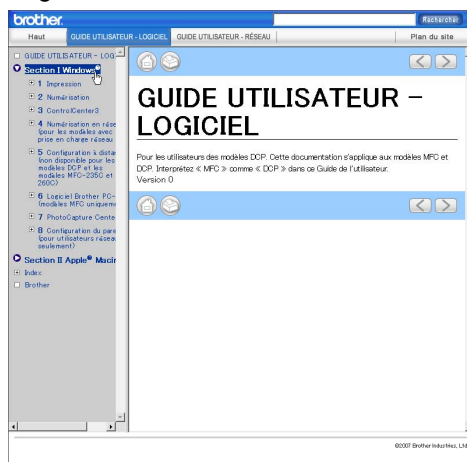 brother
Rechercher
Haut
GUIDE UTILISATEUR - LOGICIEL
GUIDE UTILISATEUR - RÉSEAU
Plan du site
GUIDE UTILISATEUR - LOG
Section I Windows®
1 Impression
2 Numérisation
3 ControlCenter3
4 Numérisation en rése
(pour les modèles avec
prise en charge réseau
5 Configuration à distan
(non disponible pour les
modèles DCP et les
modèles MFC-235C et
260C)
6 Logiciel Brother PC-
(modèles MFC uniqueme
7 PhotoCapture Cente
8 Configuration du pare
(pour utilisateurs réseau
seulement)
Section II Apple® Macin
Index
Brother
GUIDE UTILISATEUR –
LOGICIEL
Pour les utilisateurs des modèles DCP. Cette documentation s'applique aux modèles MFC et
DCP. Interprétez « MFC » comme « DCP » dans ce Guide de l'utilisateur.
Version 0
©2007 Brother Industries, Ltd